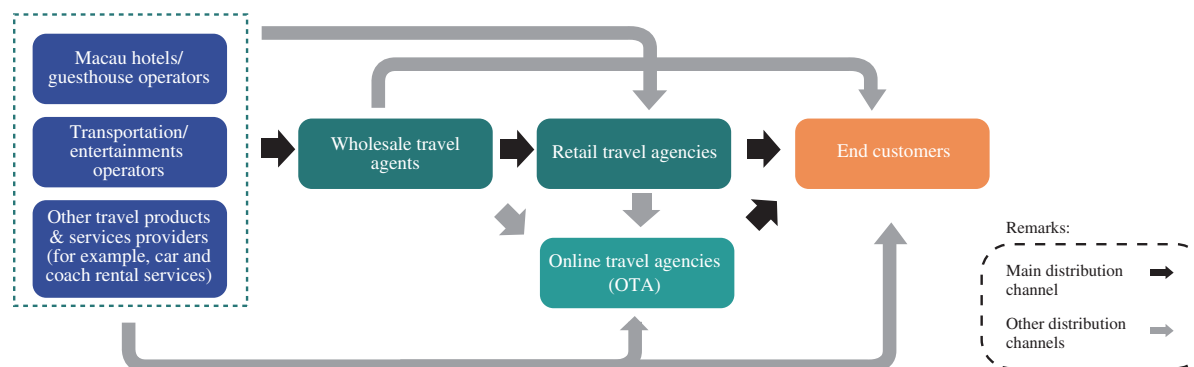 Macau hotels/
guesthouse operators
Transportation/
entertainments
operators
Other travel products
& services providers
(for example, car and
coach rental services)
Wholesale travel
agents
Retail travel agencies
End customers
Online travel agencies
(OTA)
Remarks:
Main distribution
channel
Other distribution
channels